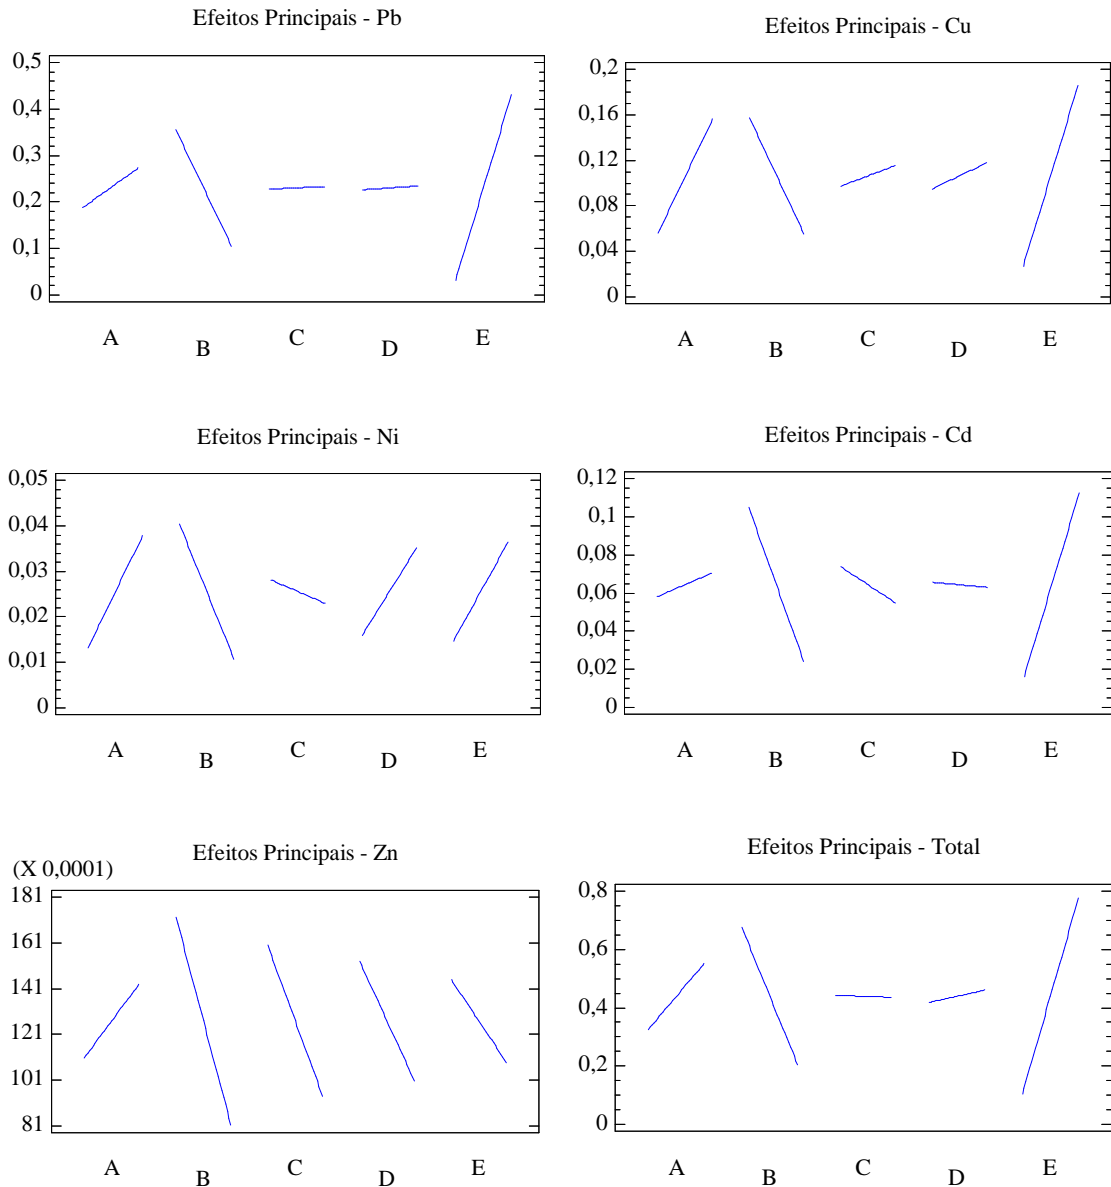 Efeitos Principais - Pb
0,5
0,4
0,3
0,2
0,1
0
A B C D E
Efeitos Principais - Cu
0,2
0,16
0,12
0,08
0,04
0
A B C D E
Efeitos Principais - Ni
0,05
0,04
0,03
0,02
0,01
0
A B C D E
Efeitos Principais - Cd
0,12
0,1
0,08
0,06
0,04
0,02
0
A B C D E
Efeitos Principais - Zn
(X 0,0001)
181
161
141
121
101
81
A B C D E
Efeitos Principais - Total
0,8
0,6
0,4
0,2
0
A B C D E